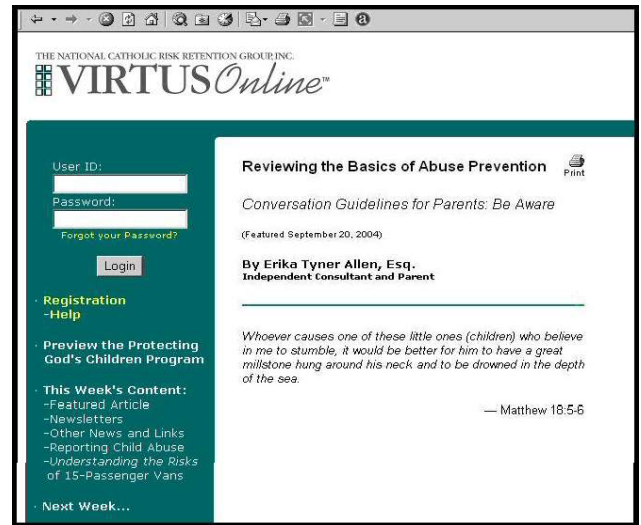 THE NATIONAL CATHOLIC RISK RETENTION GROUP, INC.
VIRTUS Online™
User ID:
Password:
Forgot your Password?
Login
· Registration
-Help
· Preview the Protecting
God's Children Program
· This Week's Content:
-Featured Article
-Newsletters
-Other News and Links
-Reporting Child Abuse
-Understanding the Risks
of 15-Passenger Vans
· Next Week...
Reviewing the Basics of Abuse Prevention
Print
Conversation Guidelines for Parents: Be Aware
(Featured September 20, 2004)
By Erika Tyner Allen, Esq.
Independent Consultant and Parent
Whoever causes one of these little ones (children) who believe
in me to stumble, it would be better for him to have a great
millstone hung around his neck and to be drowned in the depth
of the sea.
— Matthew 18:5-6